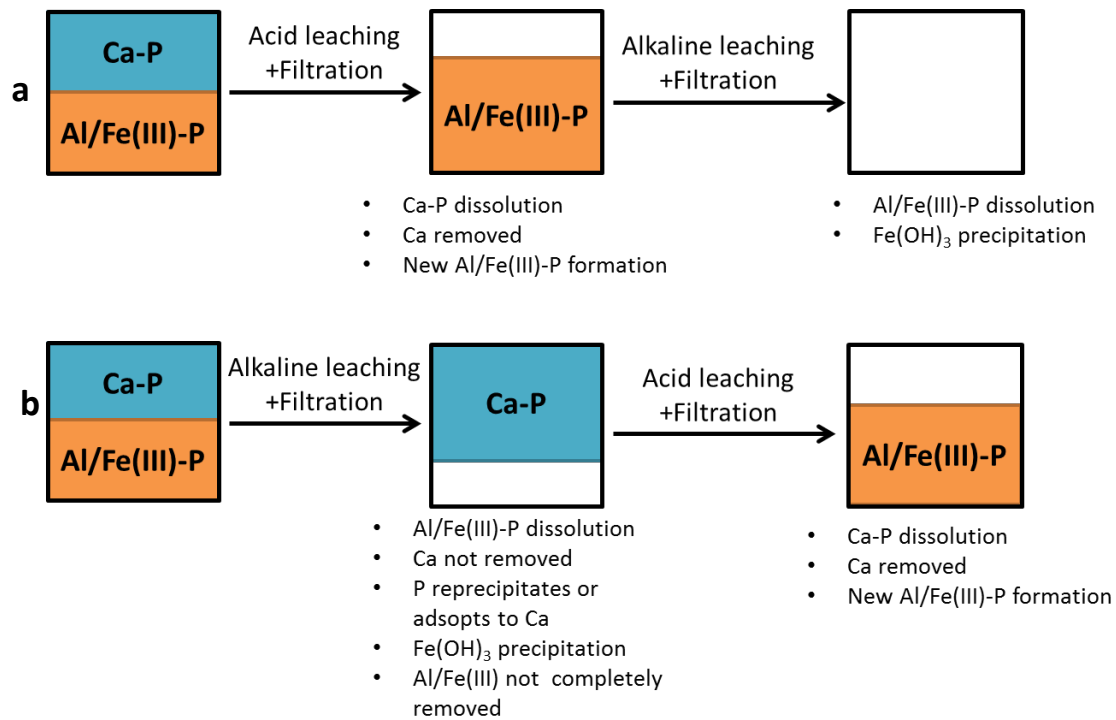 a
Ca-P
Al/Fe(III)-P
Acid leaching
+Filtration
Al/Fe(III)-P
• Ca-P dissolution
• Ca removed
• New Al/Fe(III)-P formation
Alkaline leaching
+Filtration
• Al/Fe(III)-P dissolution
• Fe(OH)₃ precipitation
b
Ca-P
Al/Fe(III)-P
Alkaline leaching
+Filtration
Ca-P
• Al/Fe(III)-P dissolution
• Ca not removed
• P reprecipitates or
adsopts to Ca
• Fe(OH)₃ precipitation
• Al/Fe(III) not completely
removed
Acid leaching
+Filtration
Al/Fe(III)-P
• Ca-P dissolution
• Ca removed
• New Al/Fe(III)-P formation